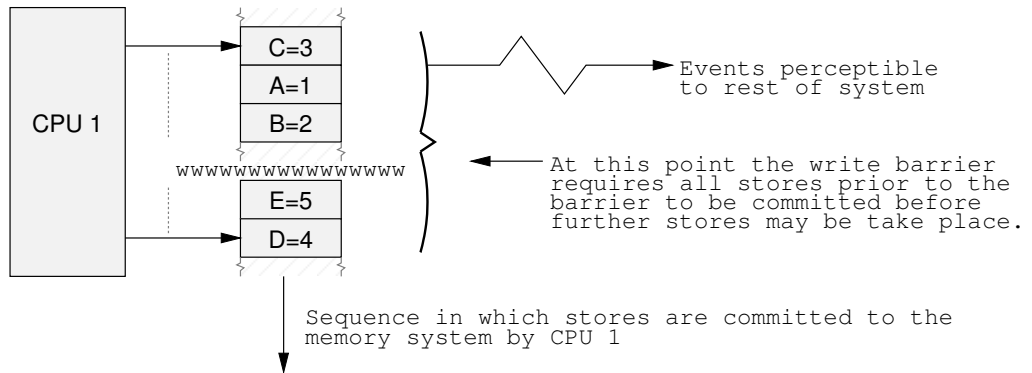 C=3
A=1
CPU 1
B=2
wwwwwwwwwwwwwwww
E=5
D=4
Events perceptible
to rest of system
At this point the write barrier
requires all stores prior to the
barrier to be committed before
further stores may be take place.
Sequence in which stores are committed to the
memory system by CPU 1